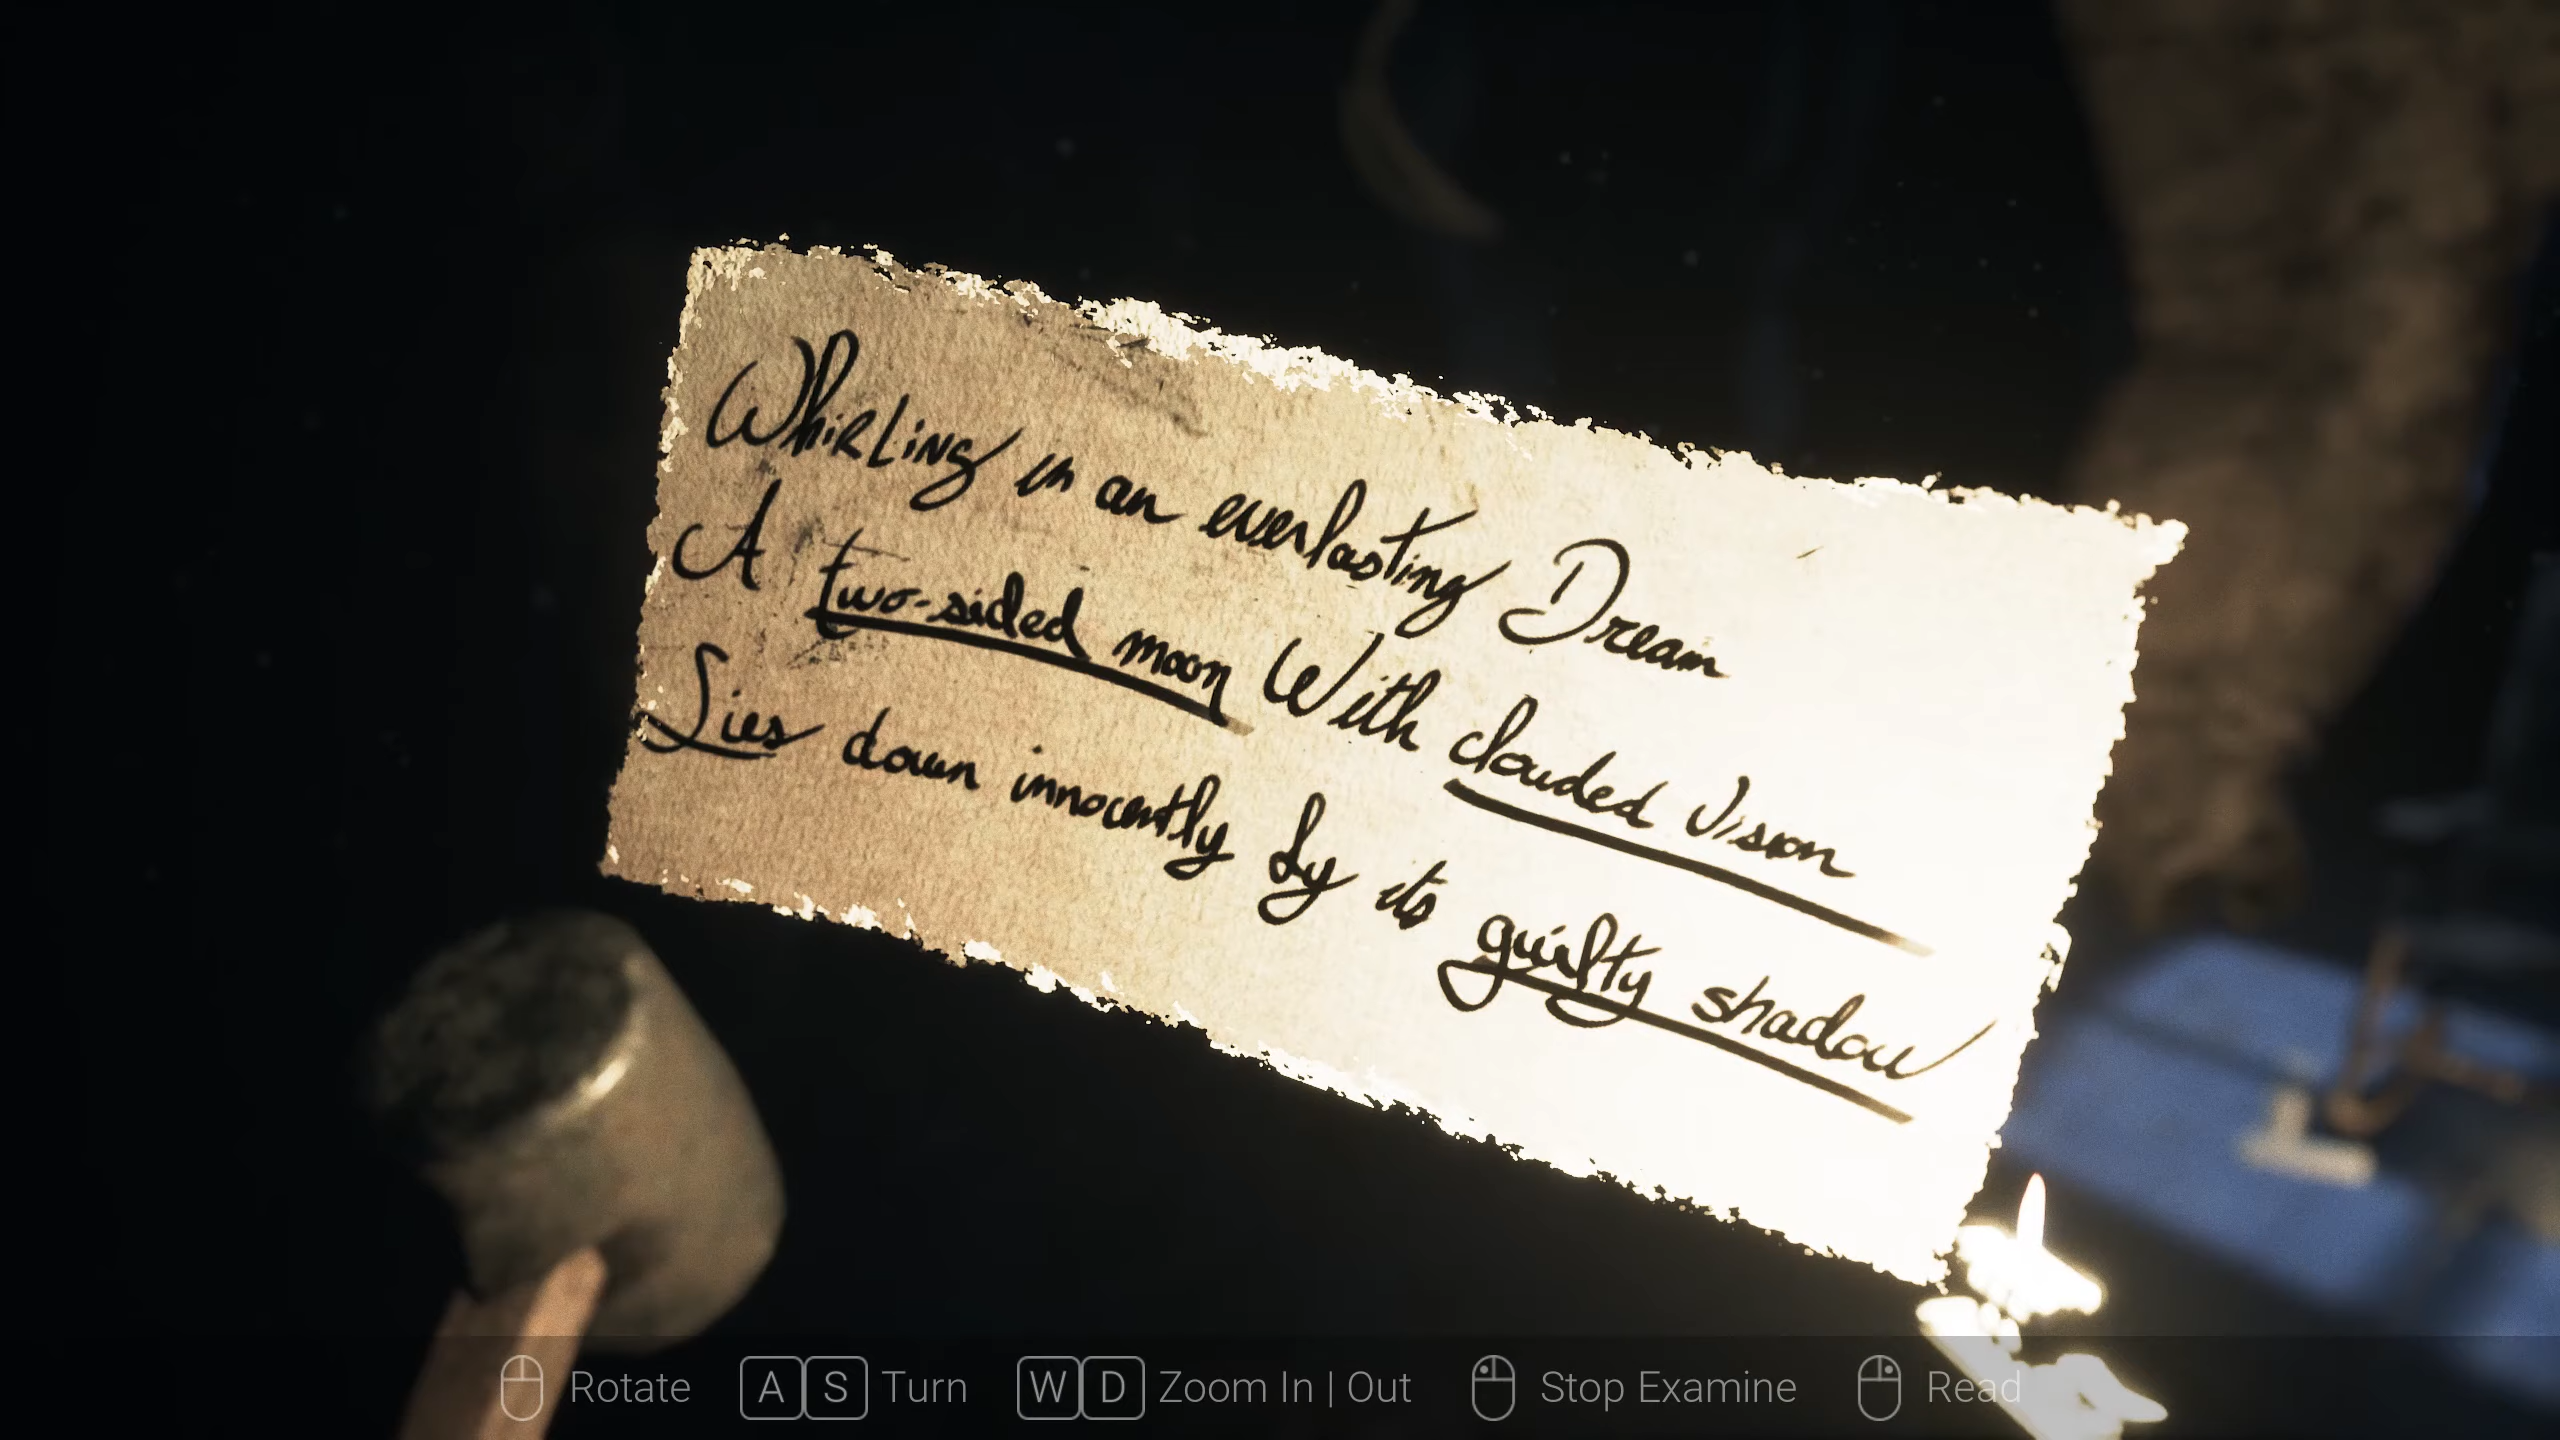 Whirling in an everlasting Dream
A two-sided moon With clouded Vision
Lies down innocently by its guilty shadow
Rotate A S Turn W D Zoom In | Out Stop Examine Read